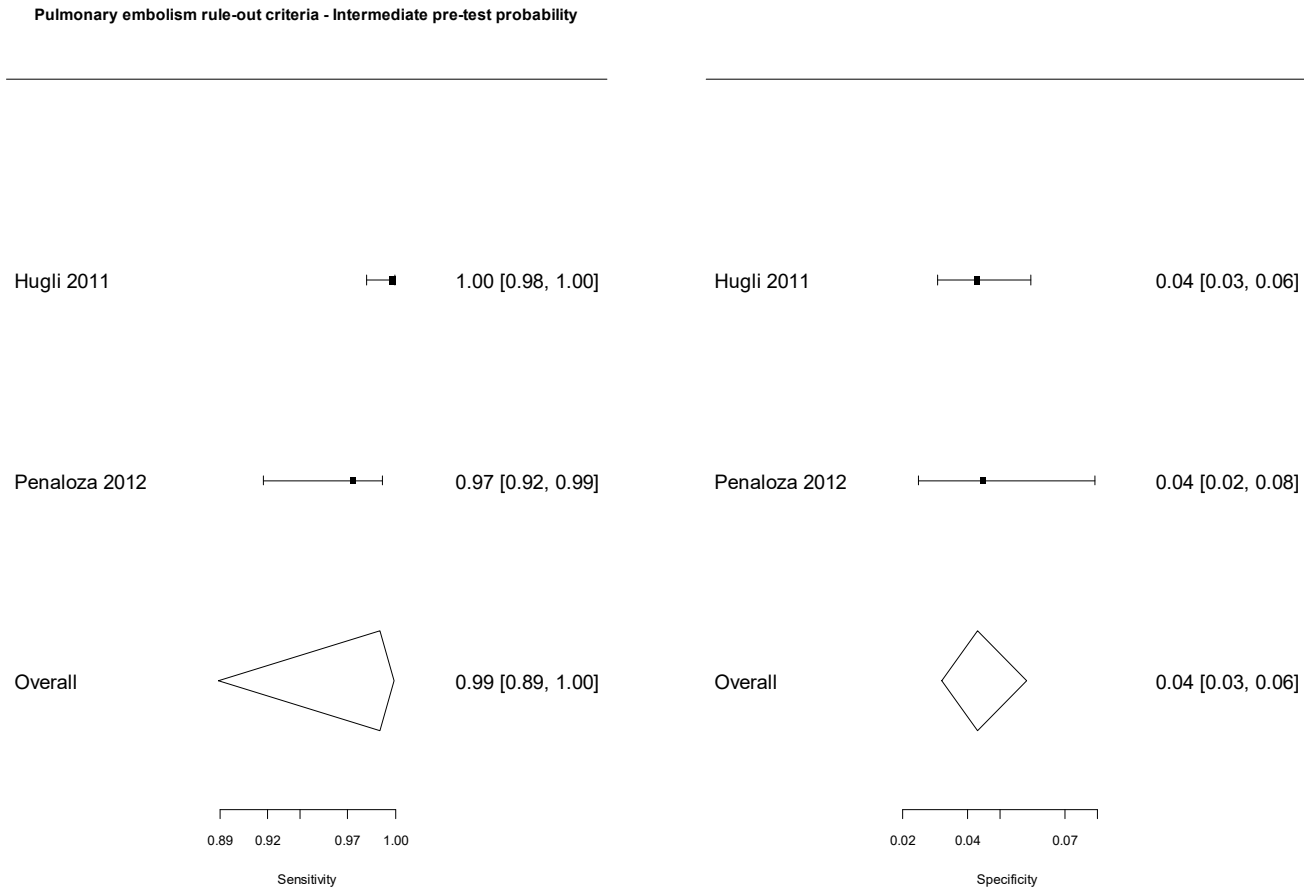 Pulmonary embolism rule-out criteria - Intermediate pre-test probability
Hugli 2011 1.00 [0.98, 1.00]
Penaloza 2012 0.97 [0.92, 0.99]
Overall 0.99 [0.89, 1.00]
0.89 0.92 0.97 1.00
Sensitivity
Hugli 2011 0.04 [0.03, 0.06]
Penaloza 2012 0.04 [0.02, 0.08]
Overall 0.04 [0.03, 0.06]
0.02 0.04 0.07
Specificity